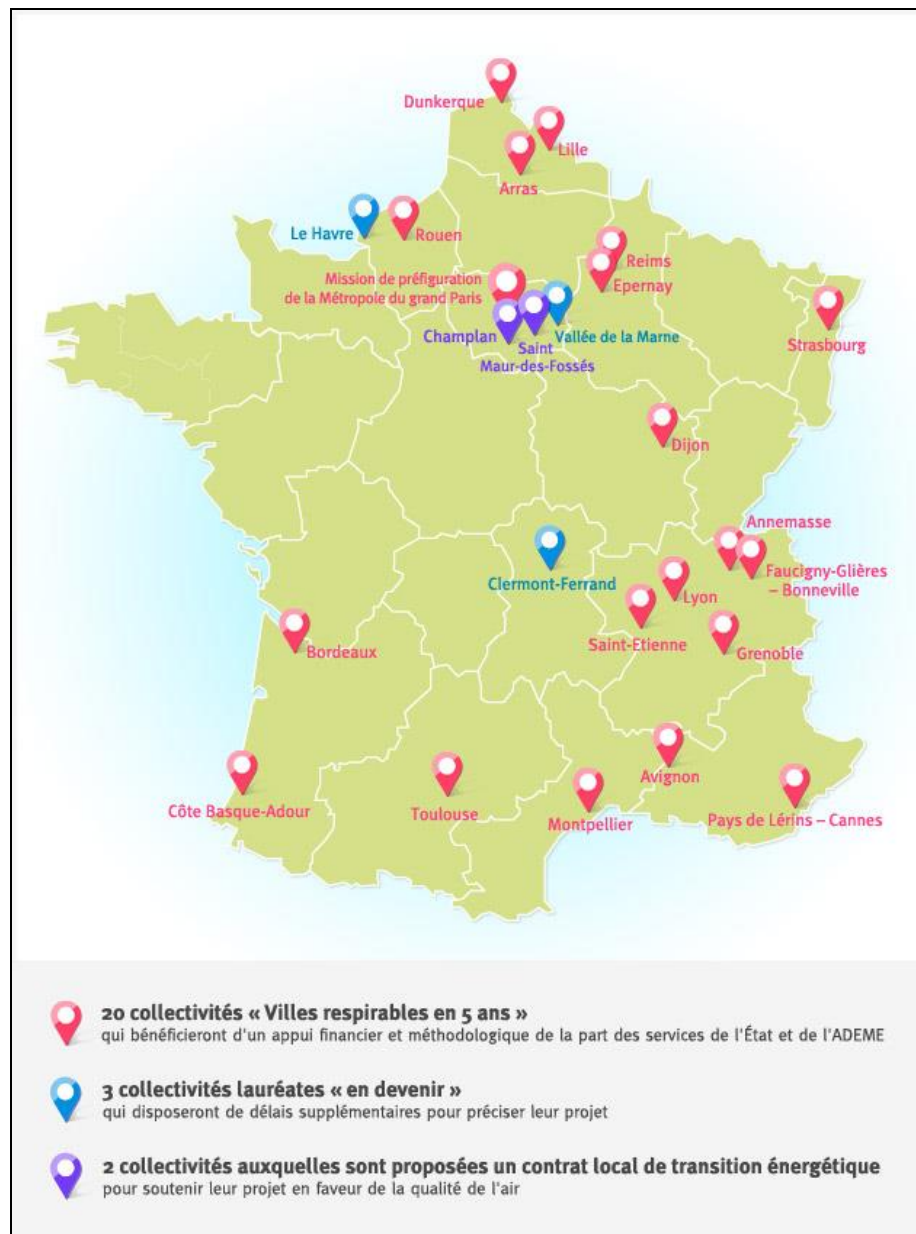 Dunkerque
Lille
Arras
Le Havre
Rouen
Reims
Epernay
Mission de préfiguration
de la Métropole du grand Paris
Champlan
Saint
Maur-des-Fossés
Vallée de la Marne
Strasbourg
Dijon
Annemasse
Faucigny-Glières
– Bonneville
Clermont-Ferrand
Lyon
Saint-Etienne
Grenoble
Bordeaux
Avignon
Côte Basque-Adour
Toulouse
Montpellier
Pays de Lérins – Cannes
20 collectivités « Villes respirables en 5 ans »
qui bénéficieront d'un appui financier et méthodologique de la part des services de l'État et de l'ADEME
3 collectivités lauréates « en devenir »
qui disposeront de délais supplémentaires pour préciser leur projet
2 collectivités auxquelles sont proposées un contrat local de transition énergétique
pour soutenir leur projet en faveur de la qualité de l'air